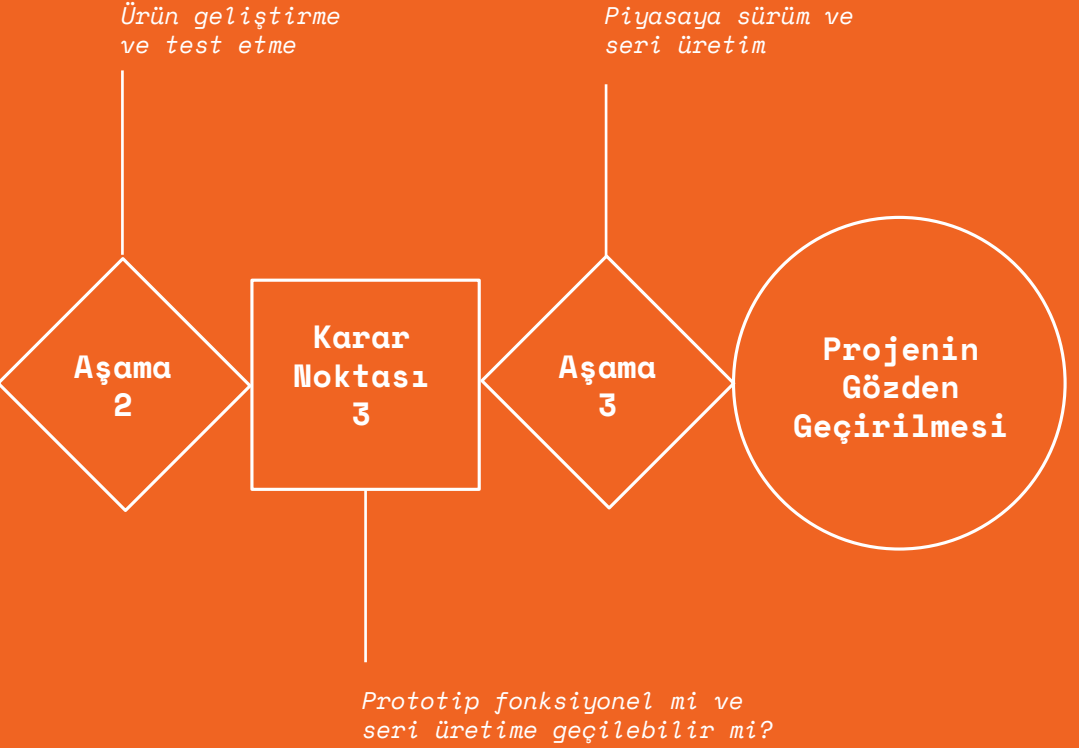 Ürün geliştirme
ve test etme
Piyasaya sürüm ve
seri üretim
Aşama
2
Karar
Noktası
3
Aşama
3
Projenin
Gözden
Geçirilmesi
Prototip fonksiyonel mi ve
seri üretime geçilebilir mi?